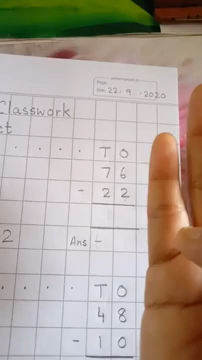 Date 22 · 9 · 2020
Classwork
. . . . . T O
7 6
- 2 2
2 Ans -
. . . . . T O
4 8
- 1 0